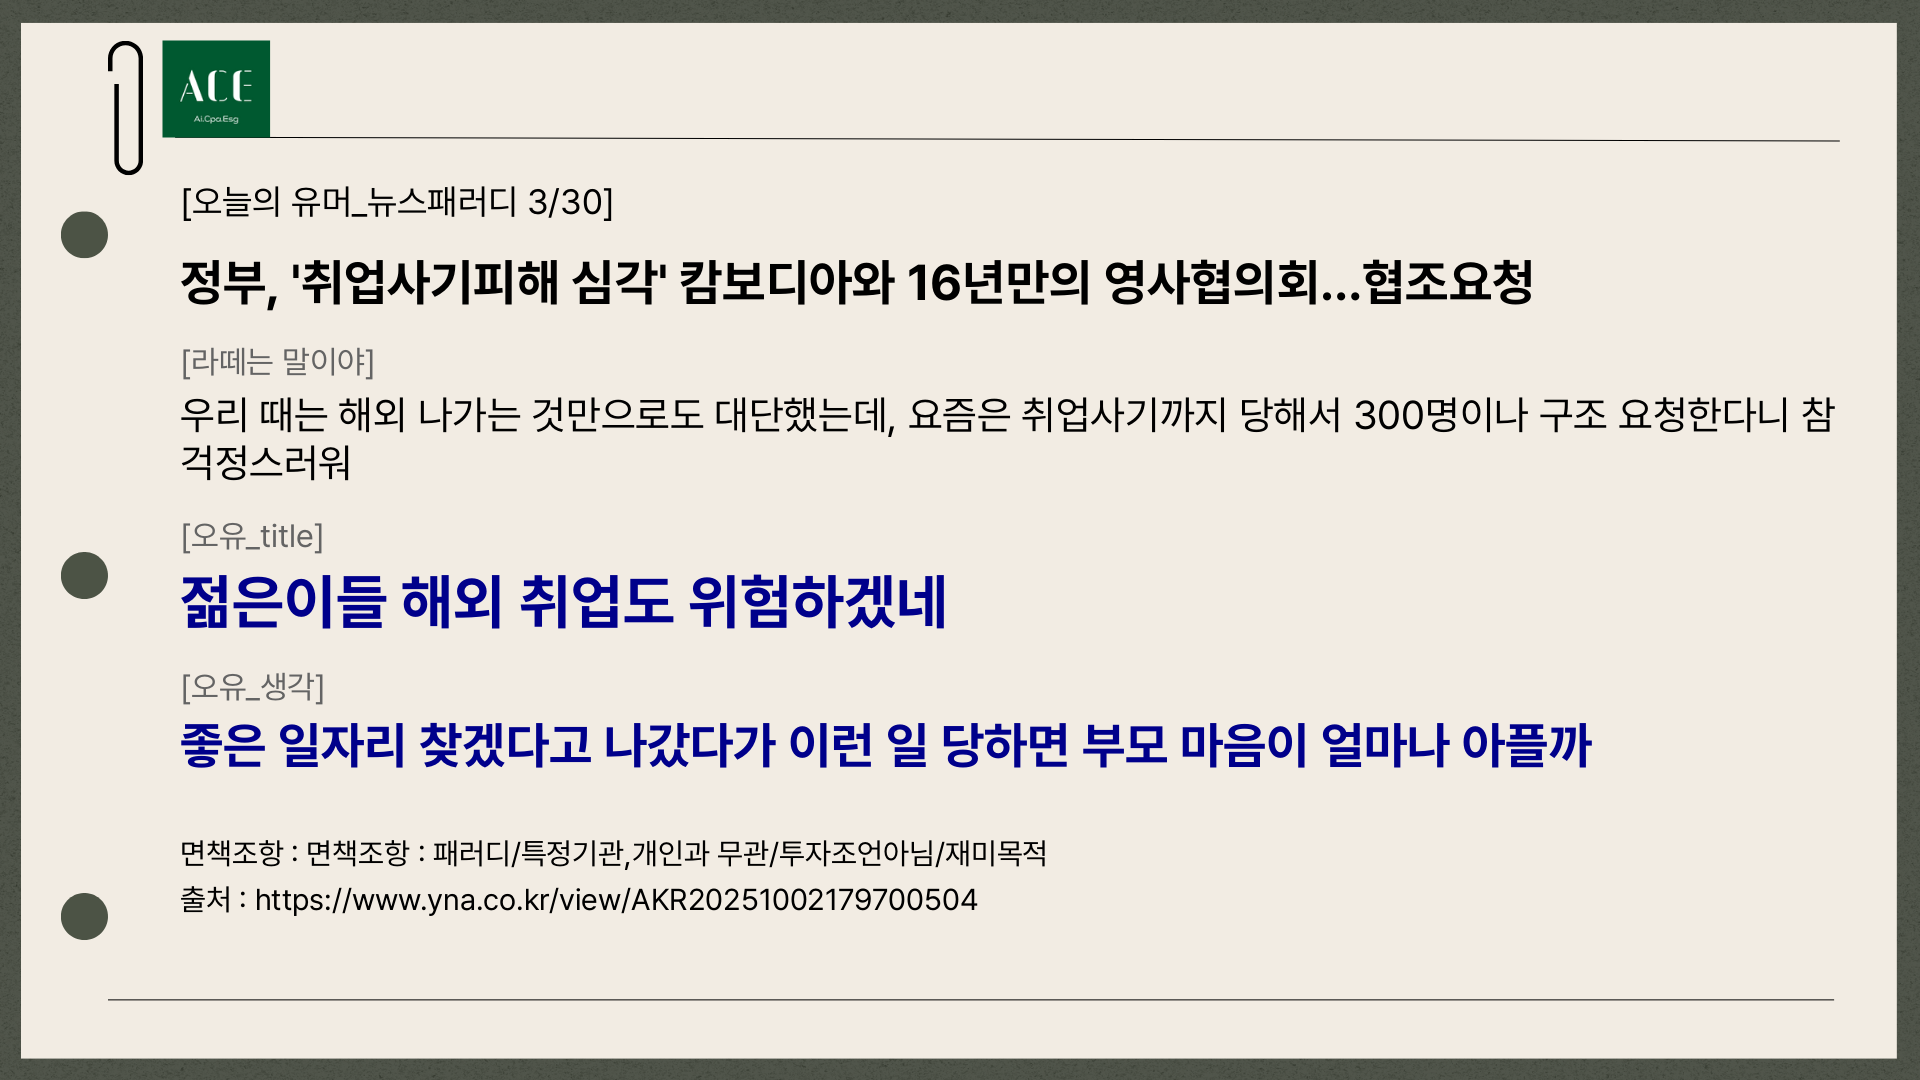 ACE
Ai.Cpa.Esg
[오늘의 유머_뉴스패러디 3/30]
정부, '취업사기피해 심각' 캄보디아와 16년만의 영사협의회...협조요청
[라떼는 말이야]
우리 때는 해외 나가는 것만으로도 대단했는데, 요즘은 취업사기까지 당해서 300명이나 구조 요청한다니 참
걱정스러워
[오유_title]
젊은이들 해외 취업도 위험하겠네
[오유_생각]
좋은 일자리 찾겠다고 나갔다가 이런 일 당하면 부모 마음이 얼마나 아플까
면책조항 : 면책조항 : 패러디/특정기관,개인과 무관/투자조언아님/재미목적
출처 : https://www.yna.co.kr/view/AKR20251002179700504